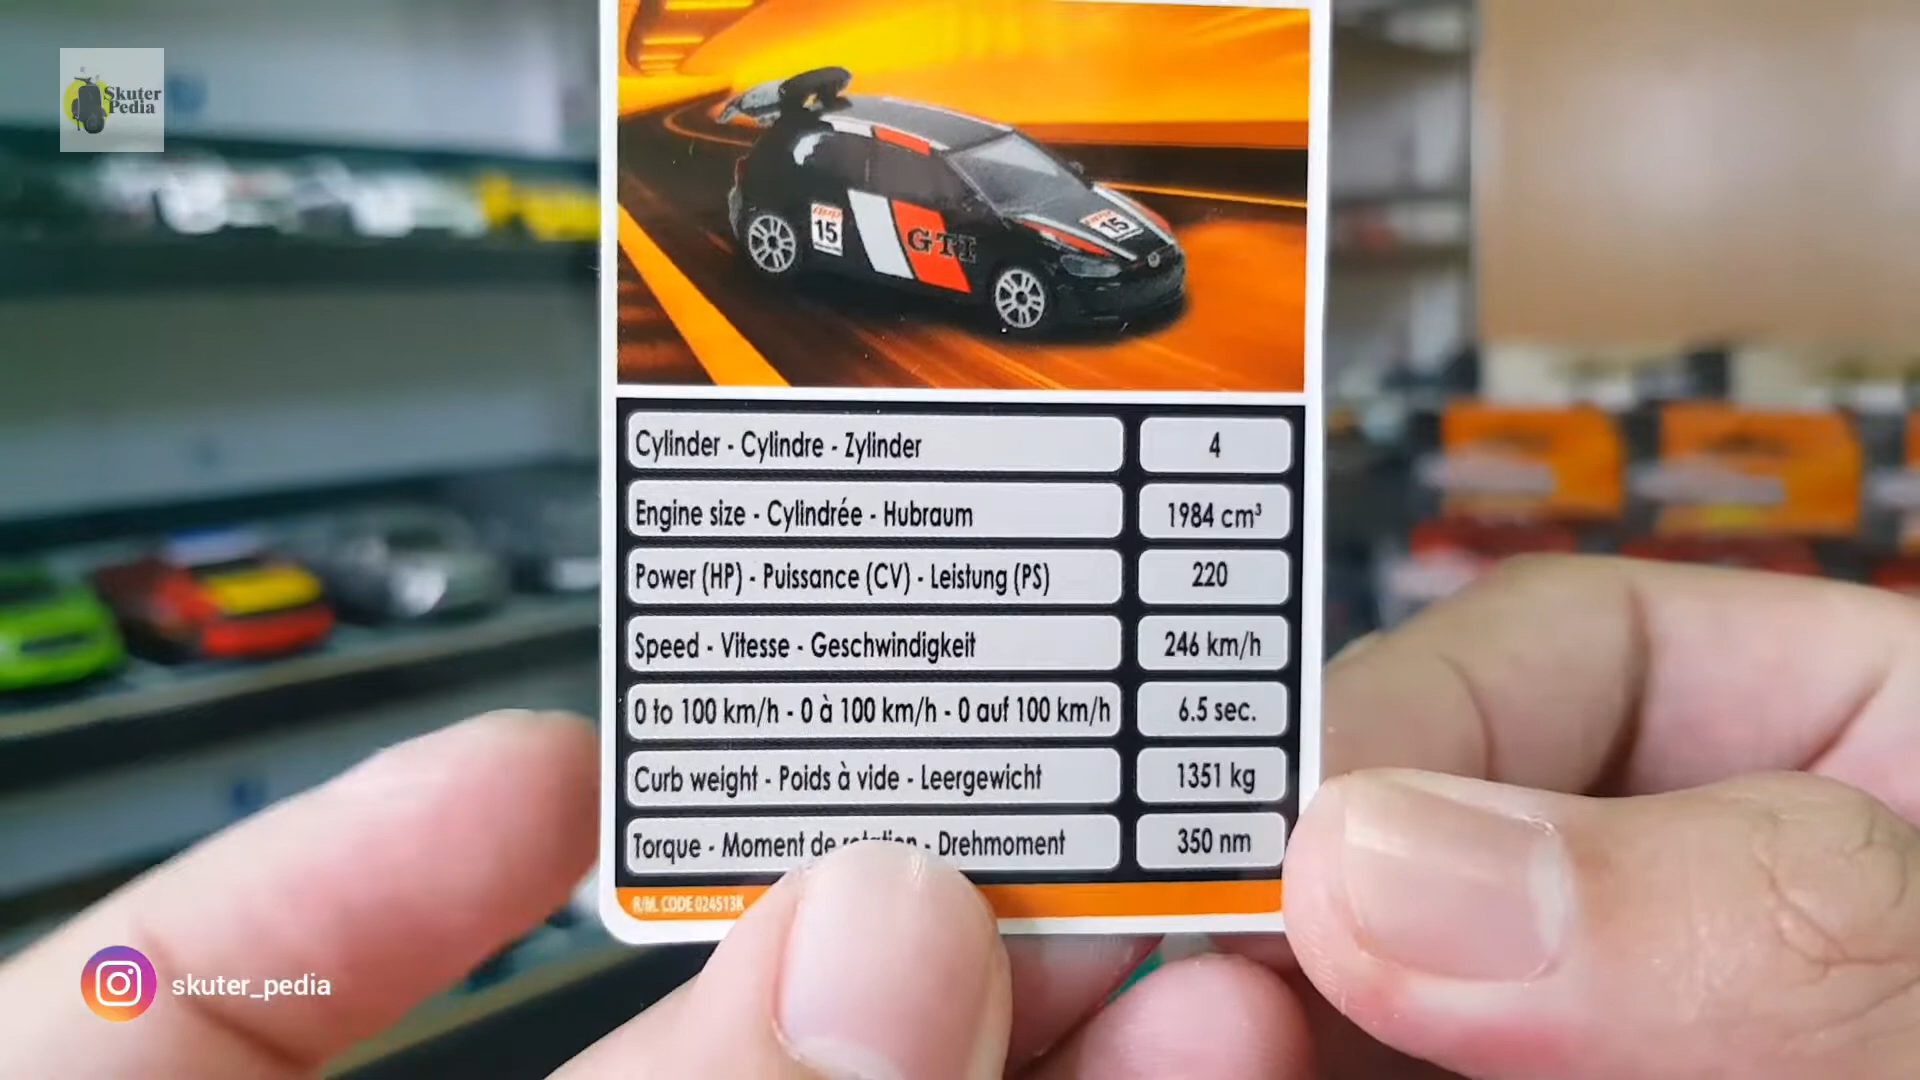 Skuter
Pedia
15
GTI
15
Cylinder - Cylindre - Zylinder 4
Engine size - Cylindrée - Hubraum 1984 cm³
Power (HP) - Puissance (CV) - Leistung (PS) 220
Speed - Vitesse - Geschwindigkeit 246 km/h
0 to 100 km/h - 0 à 100 km/h - 0 auf 100 km/h 6.5 sec.
Curb weight - Poids à vide - Leergewicht 1351 kg
Torque - Moment de - Drehmoment 350 nm
R/M. CODE 024513K
skuter_pedia